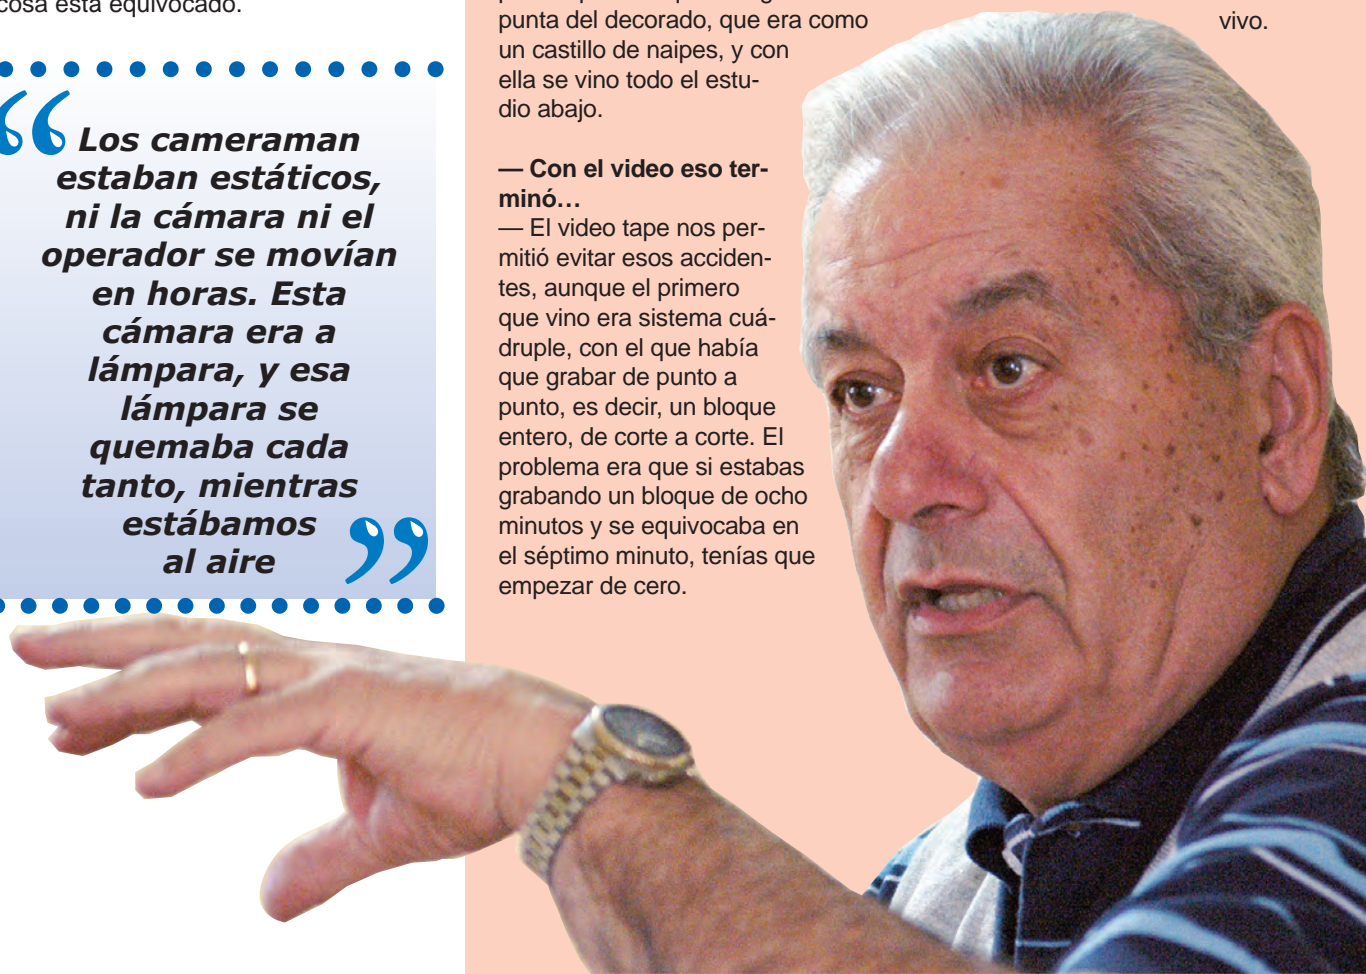 cosa está equivocado.
“Los cameraman
estaban estáticos,
ni la cámara ni el
operador se movían
en horas. Esta
cámara era a
lámpara, y esa
lámpara se
quemaba cada
tanto, mientras
estábamos
al aire”
punta del decorado, que era como
un castillo de naipes, y con
ella se vino todo el estu-
dio abajo.
— Con el video eso ter-
minó…
— El video tape nos per-
mitió evitar esos acciden-
tes, aunque el primero
que vino era sistema cuá-
druple, con el que había
que grabar de punto a
punto, es decir, un bloque
entero, de corte a corte. El
problema era que si estabas
grabando un bloque de ocho
minutos y se equivocaba en
el séptimo minuto, tenías que
empezar de cero.
vivo.